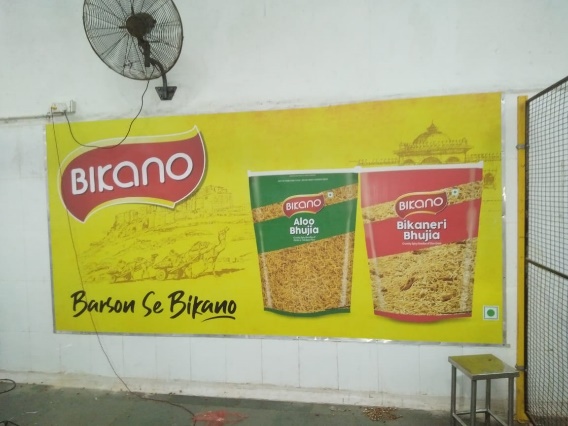 BIKANO
Barson Se Bikano
BIKANO
Aloo
Bhujia
BIKANO
Bikaneri
Bhujia